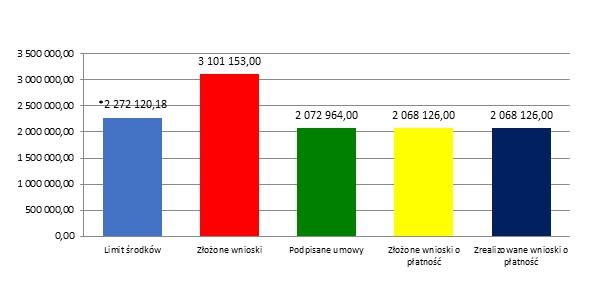 3 500 000,00
3 000 000,00
2 500 000,00
2 000 000,00
1 500 000,00
1 000 000,00
500 000,00
0,00
*2 272 120,18
3 101 153,00
2 072 964,00
2 068 126,00
2 068 126,00
Limit środków
Złożone wnioski
Podpisane umowy
Złożone wnioski o
płatność
Zrealizowane wnioski o
płatność